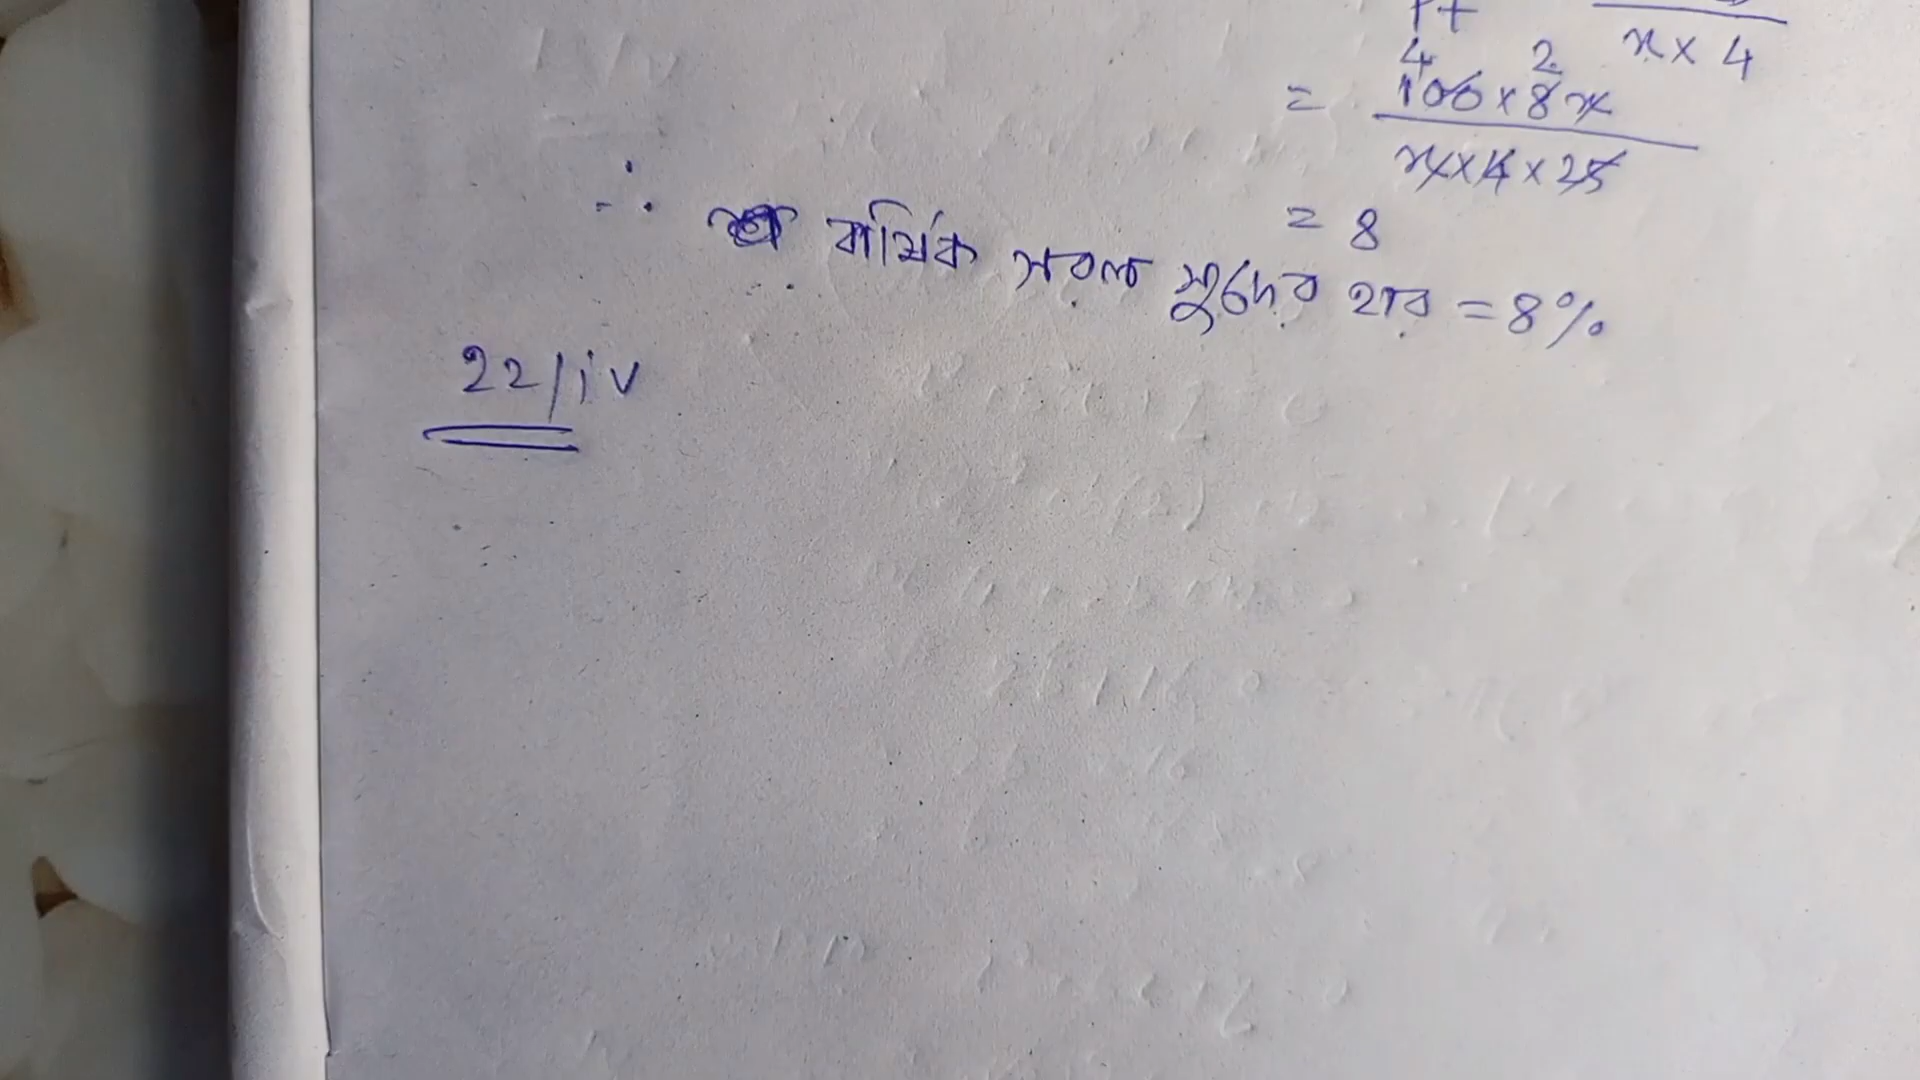 x × 4
= 100 × 8x
x × 4 × 25
= 8
∴ বার্ষিক সরল সুদের হার = 8%
22/iv